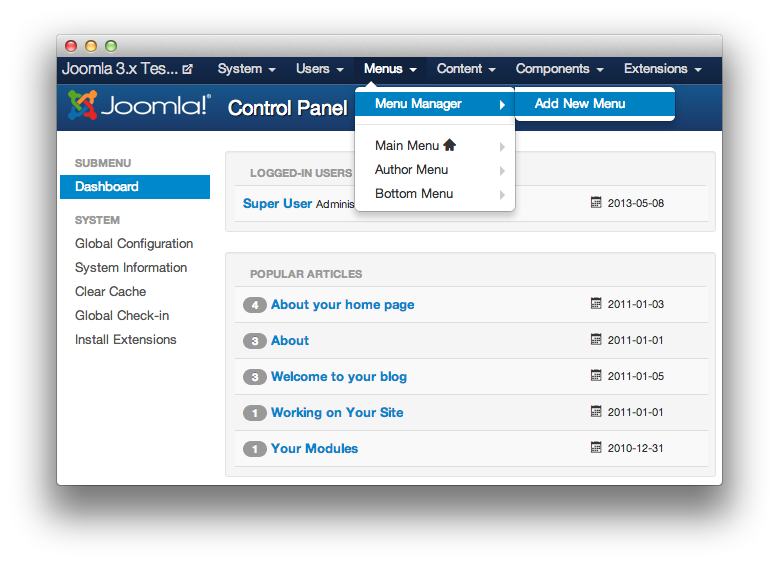 Joomla 3.x Tes... System Users Menus Content Components Extensions
Joomla!® Control Panel
Menu Manager
Add New Menu
Main Menu
Author Menu
Bottom Menu
SUBMENU
Dashboard
SYSTEM
Global Configuration
System Information
Clear Cache
Global Check-in
Install Extensions
LOGGED-IN USERS
Super User Adminis 2013-05-08
POPULAR ARTICLES
4 About your home page 2011-01-03
3 About 2011-01-01
3 Welcome to your blog 2011-01-05
1 Working on Your Site 2011-01-01
1 Your Modules 2010-12-31